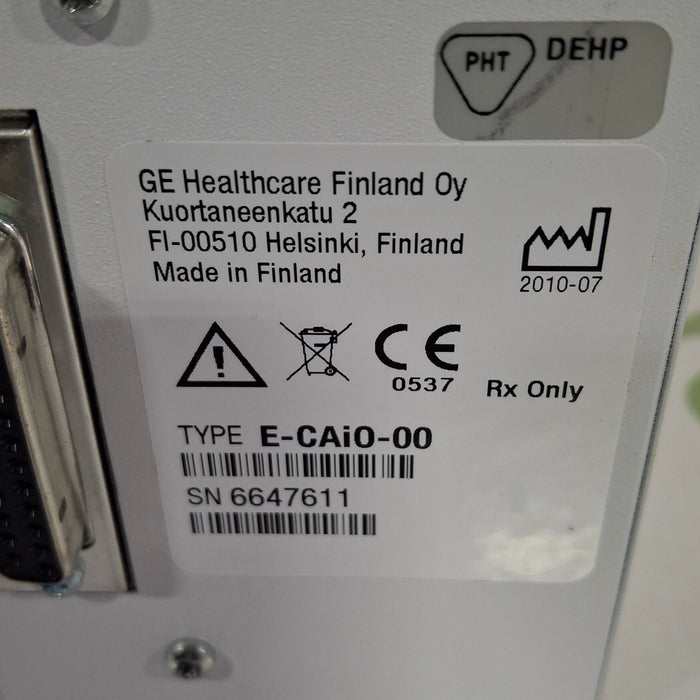 PHT DEHP
GE Healthcare Finland Oy
Kuortaneenkatu 2
FI-00510 Helsinki, Finland
Made in Finland
2010-07
CE
0537
Rx Only
TYPE E-CAiO-00
SN 6647611